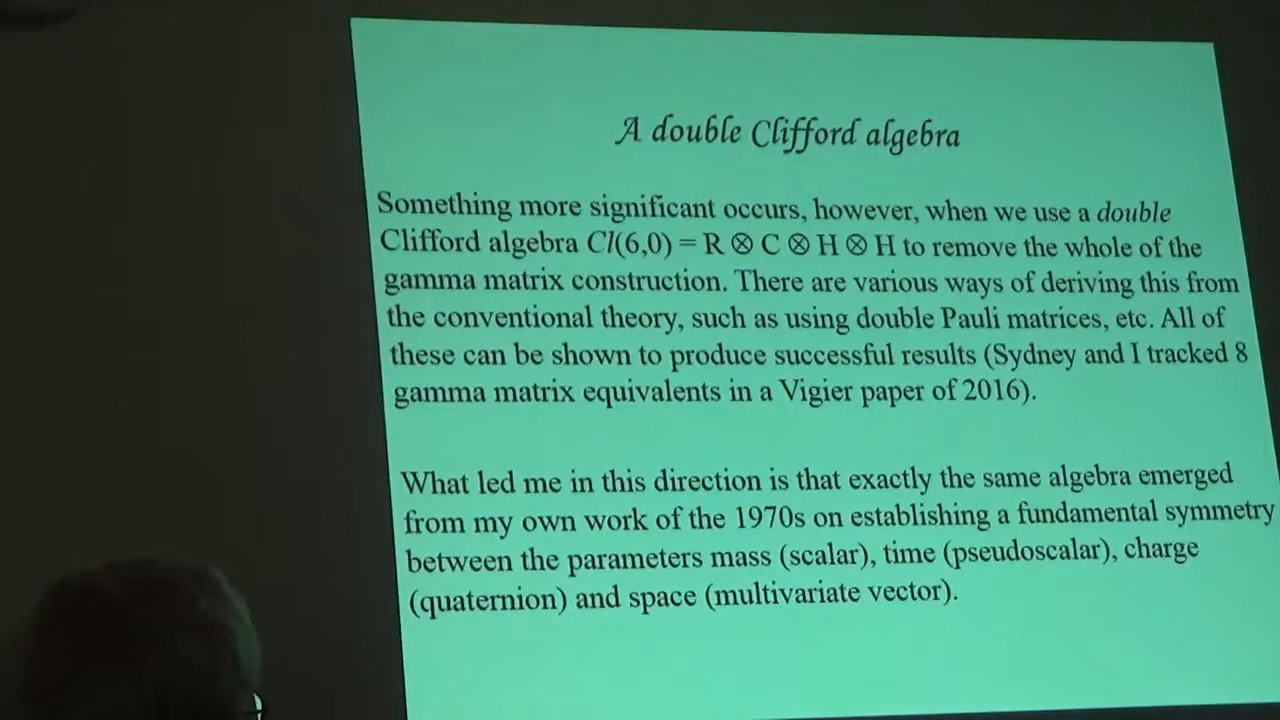 A double Clifford algebra
Something more significant occurs, however, when we use a double
Clifford algebra Cl(6,0) = R ⊗ C ⊗ H ⊗ H to remove the whole of the
gamma matrix construction. There are various ways of deriving this from
the conventional theory, such as using double Pauli matrices, etc. All of
these can be shown to produce successful results (Sydney and I tracked 8
gamma matrix equivalents in a Vigier paper of 2016).
What led me in this direction is that exactly the same algebra emerged
from my own work of the 1970s on establishing a fundamental symmetry
between the parameters mass (scalar), time (pseudoscalar), charge
(quaternion) and space (multivariate vector).